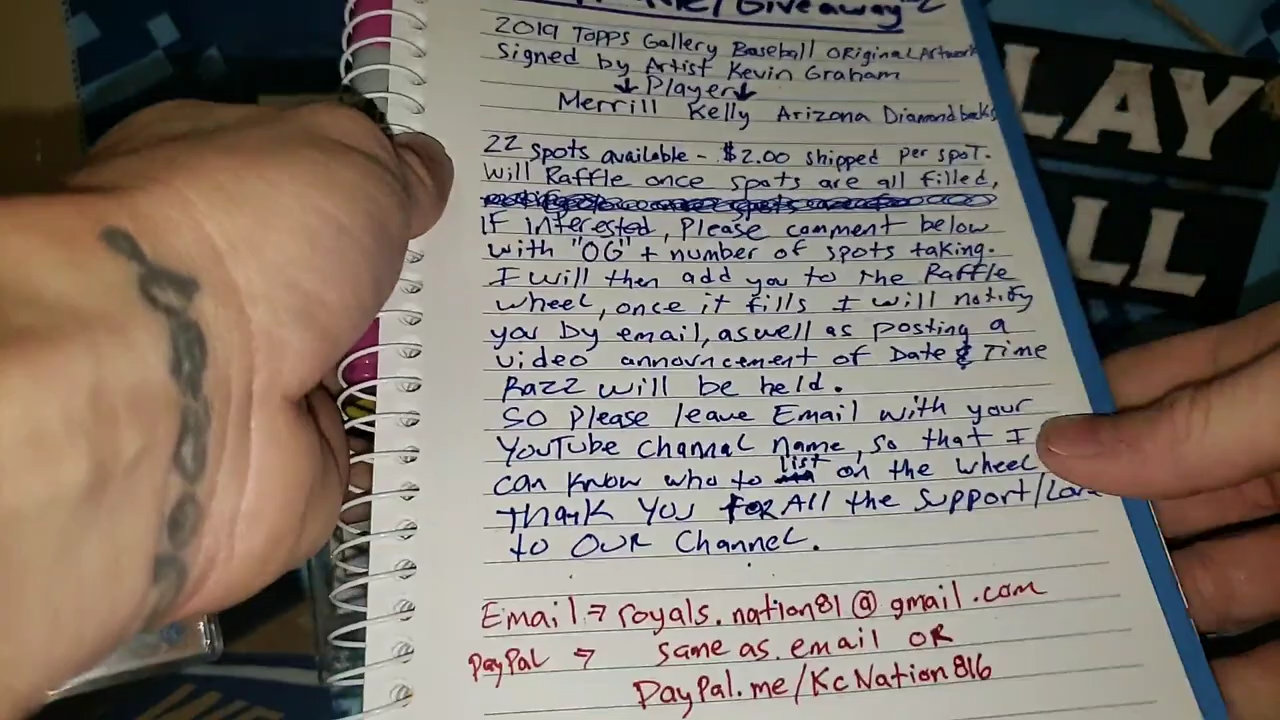 /Giveaway" 2
2019 Topps Gallery Baseball Original Artwork
Signed by Artist Kevin Graham
↓ Player ↓
Merrill Kelly Arizona Diamondbacks
22 spots available - $2.00 shipped per spot.
Will Raffle once spots are all filled,
If interested, Please comment below
with "OG" + number of spots taking.
I will then add you to the Raffle
wheel, once it fills I will notify
you by email, aswell as posting a
video announcement of Date & Time
Razz will be held.
So Please leave Email with your
YouTube Channel name, so that I
can know who to list on the wheel
Thank You For All the support/Love
to OUR Channel.
Email → royals.nation81@gmail.com
PayPal → same as email OR
PayPal.me/KcNation816
LAY
LL